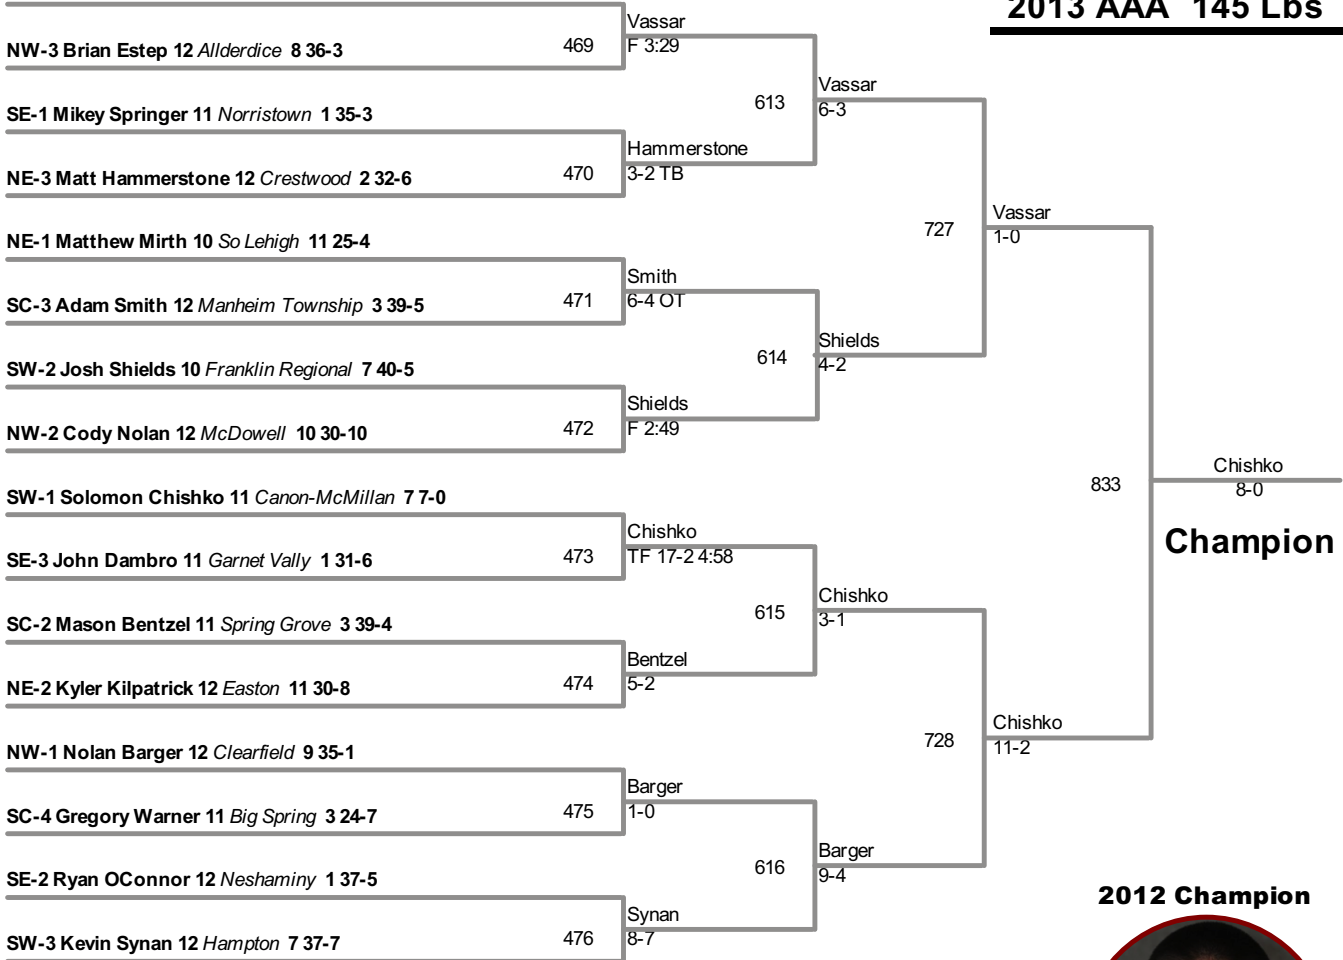 2013 AAA 145 Lbs
NW-3 Brian Estep 12 Allderdice 8 36-3
SE-1 Mikey Springer 11 Norristown 1 35-3
NE-3 Matt Hammerstone 12 Crestwood 2 32-6
NE-1 Matthew Mirth 10 So Lehigh 11 25-4
SC-3 Adam Smith 12 Manheim Township 3 39-5
SW-2 Josh Shields 10 Franklin Regional 7 40-5
NW-2 Cody Nolan 12 McDowell 10 30-10
SW-1 Solomon Chishko 11 Canon-McMillan 7 7-0
SE-3 John Dambro 11 Garnet Vally 1 31-6
SC-2 Mason Bentzel 11 Spring Grove 3 39-4
NE-2 Kyler Kilpatrick 12 Easton 11 30-8
NW-1 Nolan Barger 12 Clearfield 9 35-1
SC-4 Gregory Warner 11 Big Spring 3 24-7
SE-2 Ryan OConnor 12 Neshaminy 1 37-5
SW-3 Kevin Synan 12 Hampton 7 37-7
469
Vassar
F 3:29
470
Hammerstone
3-2 TB
471
Smith
6-4 OT
472
Shields
F 2:49
473
Chishko
TF 17-2 4:58
474
Bentzel
5-2
475
Barger
1-0
476
Synan
8-7
613
Vassar
6-3
614
Shields
4-2
615
Chishko
3-1
616
Barger
9-4
727
Vassar
1-0
728
Chishko
11-2
833
Chishko
8-0
Champion
2012 Champion